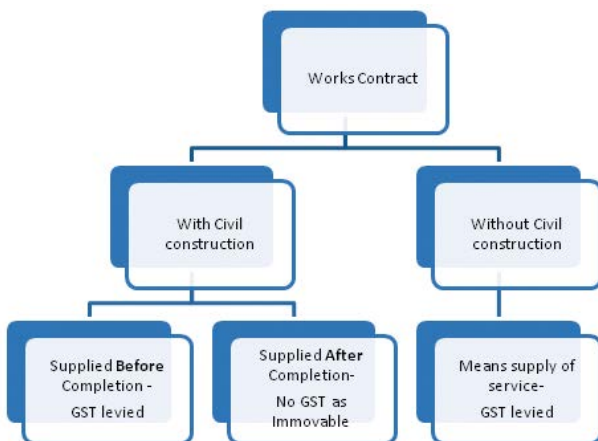 Works Contract
With Civil
construction
Without Civil
construction
Supplied Before
Completion -
GST levied
Supplied After
Completion-
No GST as
Immovable
Means supply of
service-
GST levied